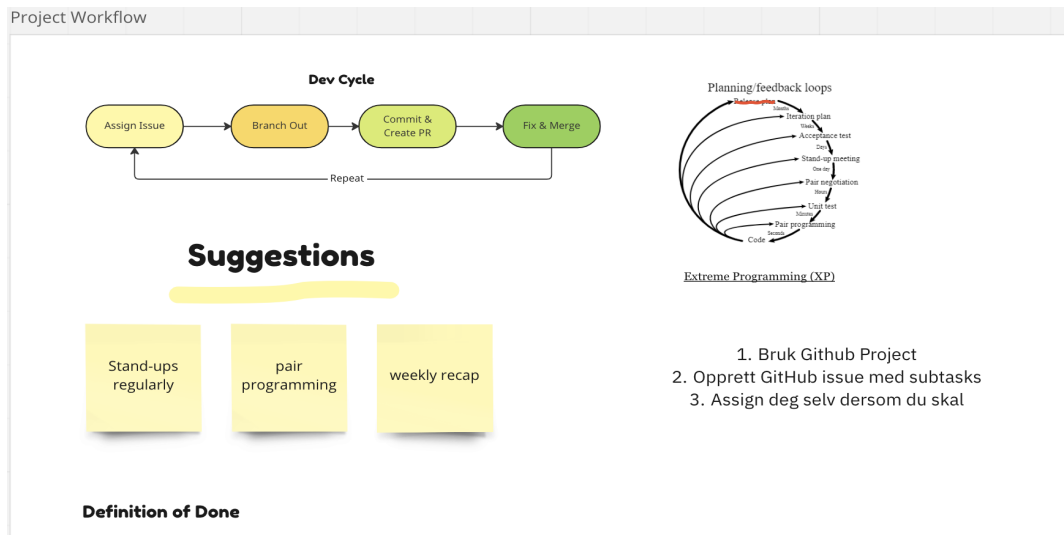 Project Workflow
Dev Cycle
Assign Issue
Branch Out
Commit &
Create PR
Fix & Merge
Repeat
Planning/feedback loops
Release plan
Months
Iteration plan
Weeks
Acceptance test
Days
Stand-up meeting
One day
Pair negotiation
Hours
Unit test
Minutes
Pair programming
Seconds
Code
Extreme Programming (XP)
Suggestions
Stand-ups
regularly
pair
programming
weekly recap
1. Bruk Github Project
2. Opprett GitHub issue med subtasks
3. Assign deg selv dersom du skal
Definition of Done